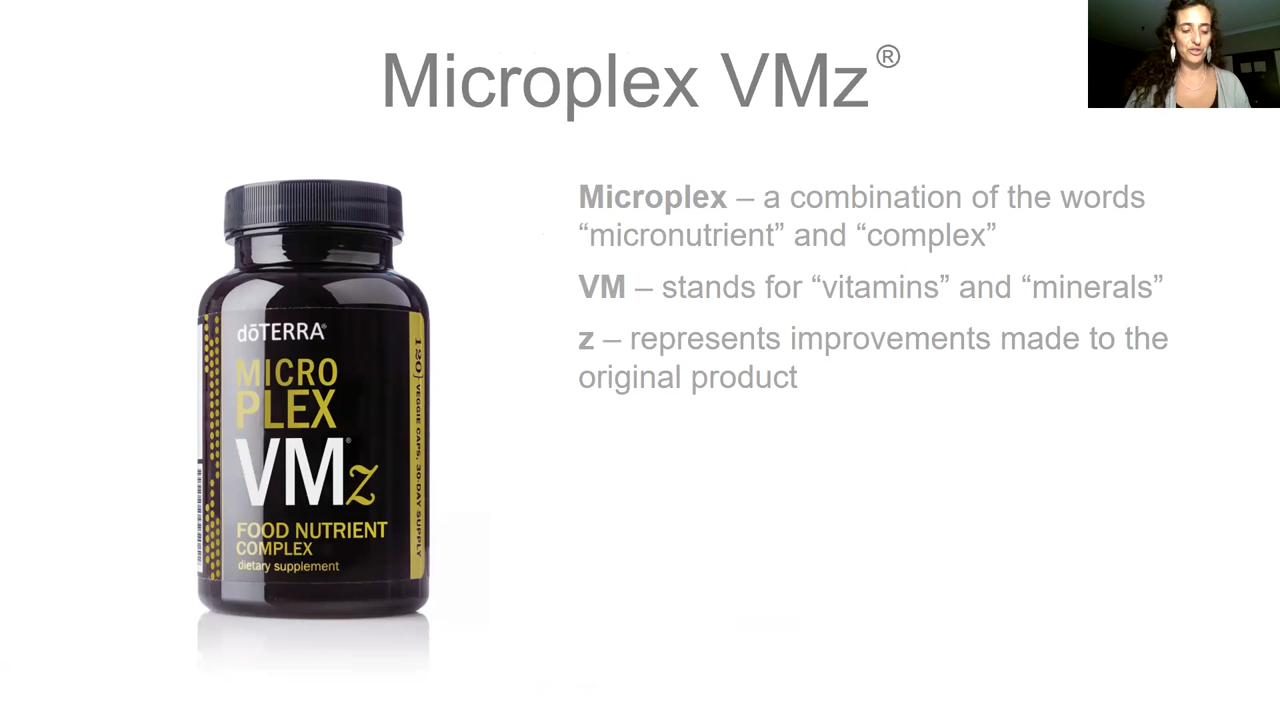 Microplex VMz®
Microplex – a combination of the words
“micronutrient” and “complex”
VM – stands for “vitamins” and “minerals”
z – represents improvements made to the
original product
dōTERRA®
MICRO
PLEX
VMz®
FOOD NUTRIENT
COMPLEX
dietary supplement
120} VEGGIE CAPS, 30-DAY SUPPLY